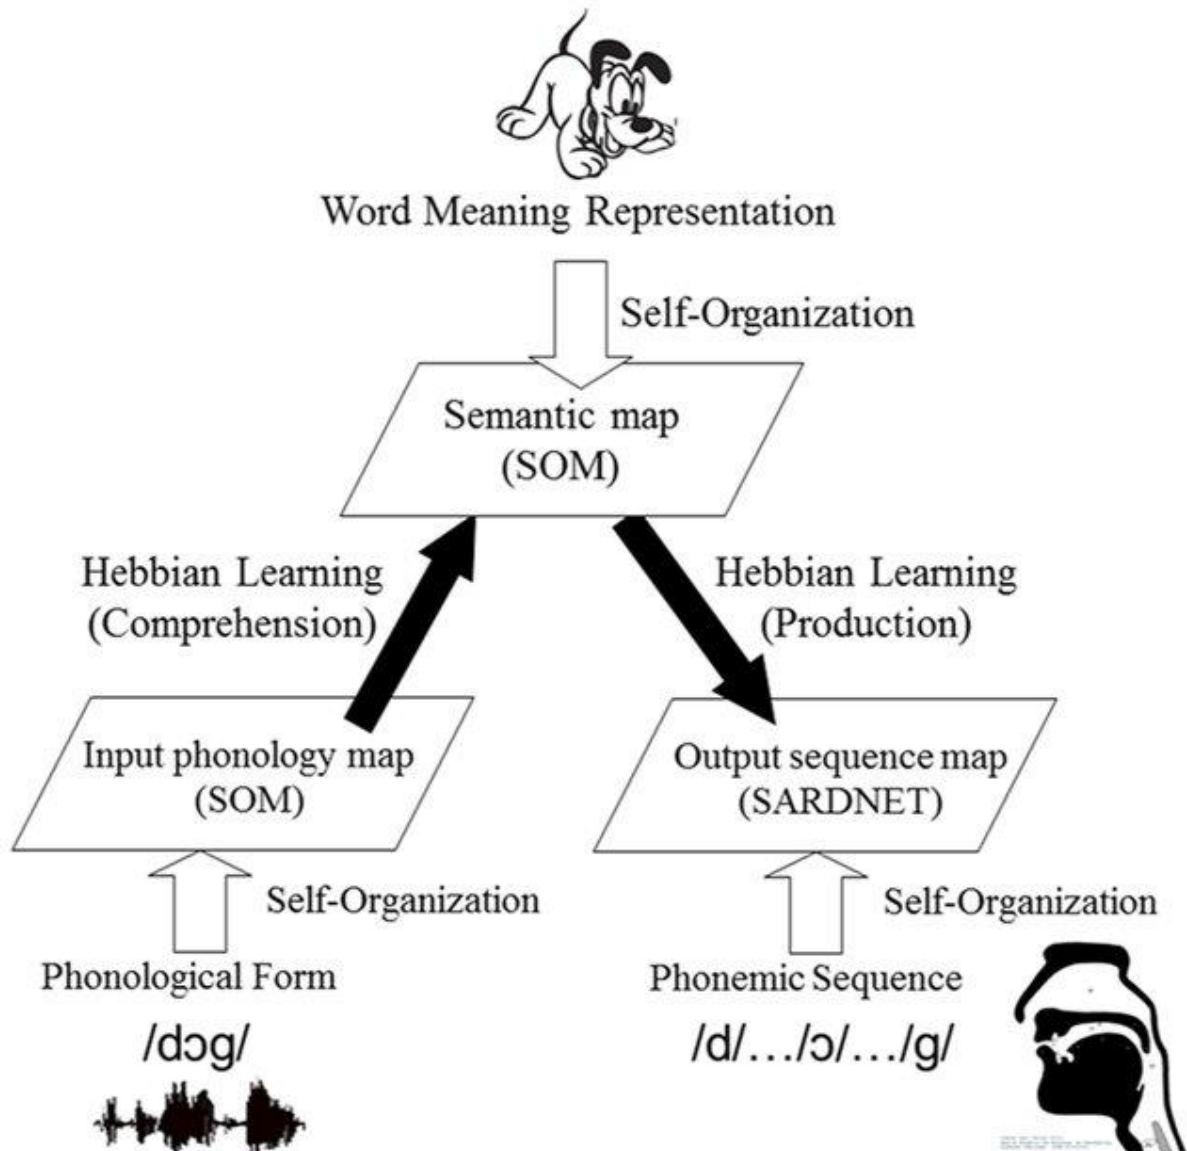 Word Meaning Representation
Self-Organization
Semantic map
(SOM)
Hebbian Learning
(Comprehension)
Hebbian Learning
(Production)
Input phonology map
(SOM)
Output sequence map
(SARDNET)
Self-Organization
Self-Organization
Phonological Form
Phonemic Sequence
/dɔg/
/d/…/ɔ/…/g/